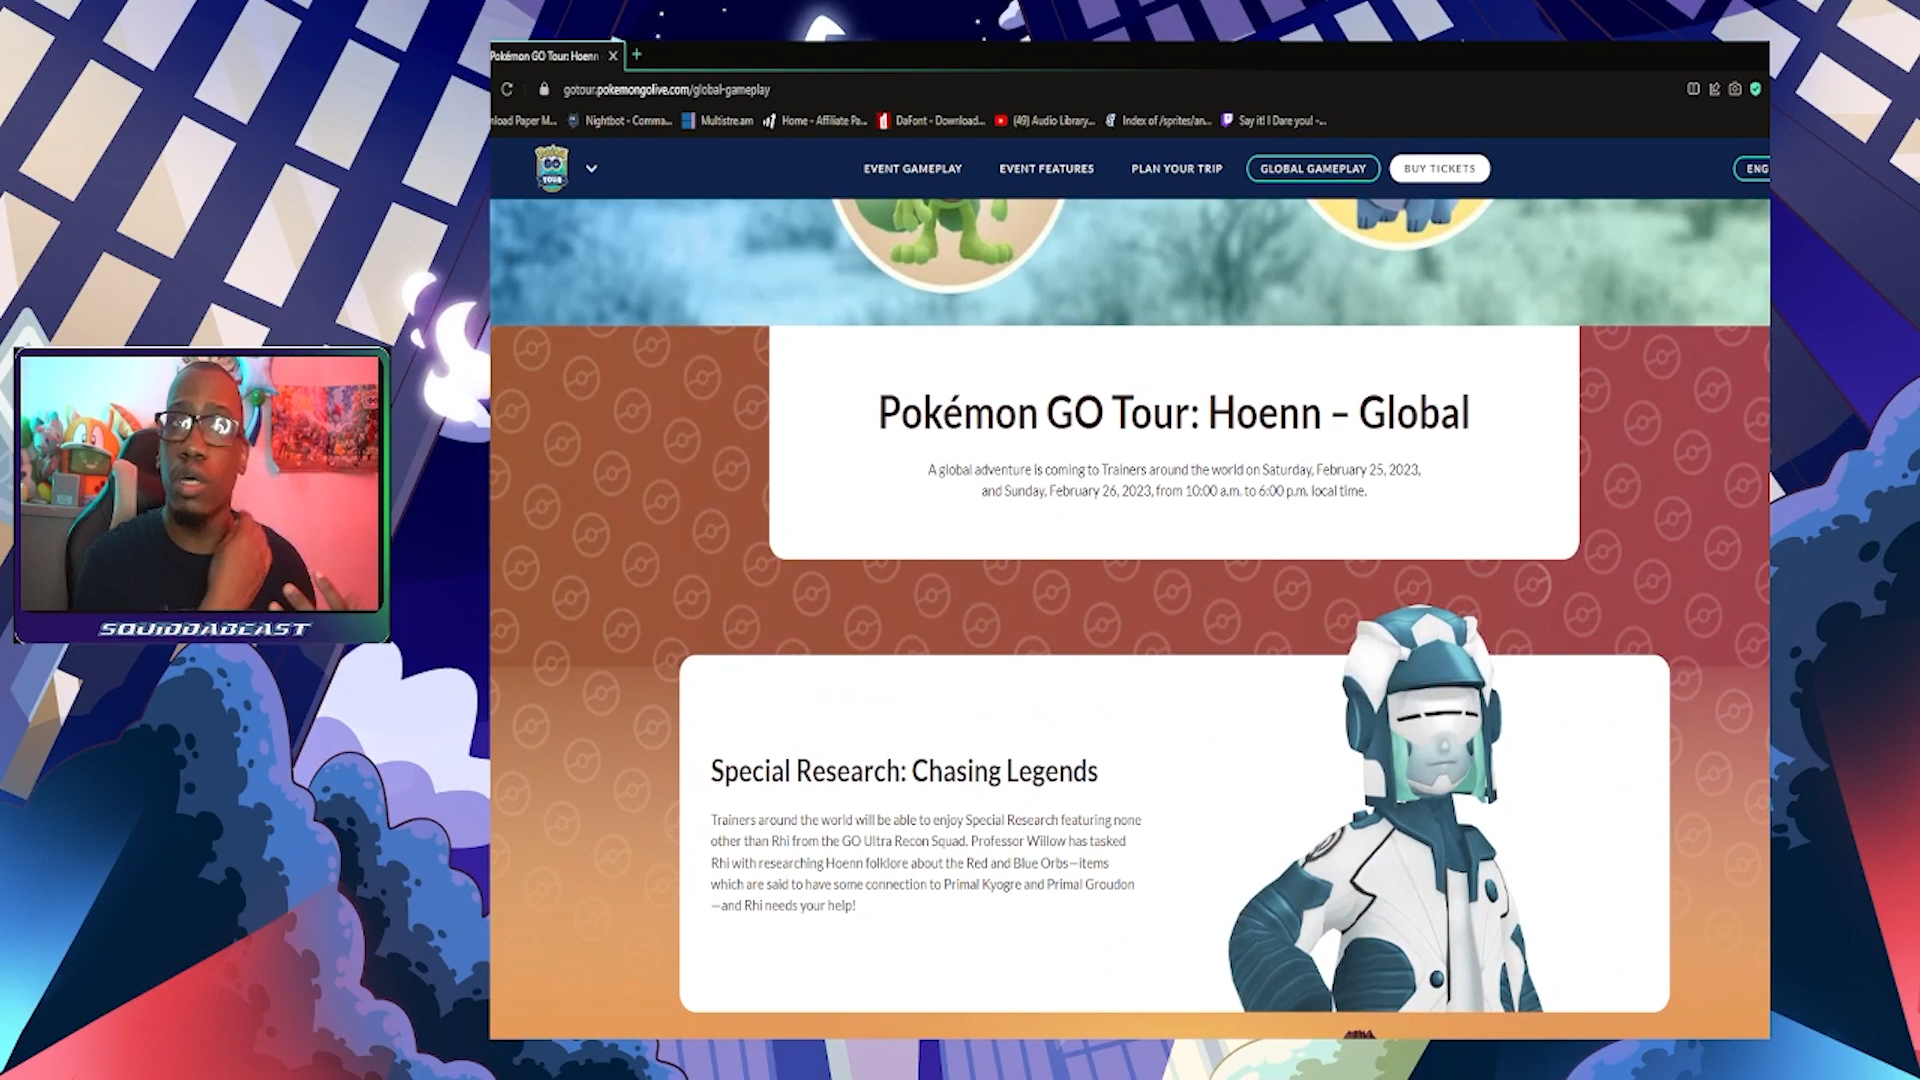 Pokémon GO Tour: Hoenn
gotour.pokemongolive.com/global-gameplay
nload Paper M... Nightbot - Comma... Multistream Home - Affiliate Pa... DaFont - Download... (49) Audio Library... Index of /sprites/an... Say it! I Dare you! -...
TOUR
EVENT GAMEPLAY EVENT FEATURES PLAN YOUR TRIP GLOBAL GAMEPLAY BUY TICKETS ENG
Pokémon GO Tour: Hoenn – Global
A global adventure is coming to Trainers around the world on Saturday, February 25, 2023,
and Sunday, February 26, 2023, from 10:00 a.m. to 6:00 p.m. local time.
SQUIDDABEAST
Special Research: Chasing Legends
Trainers around the world will be able to enjoy Special Research featuring none
other than Rhi from the GO Ultra Recon Squad. Professor Willow has tasked
Rhi with researching Hoenn folklore about the Red and Blue Orbs—items
which are said to have some connection to Primal Kyogre and Primal Groudon
—and Rhi needs your help!